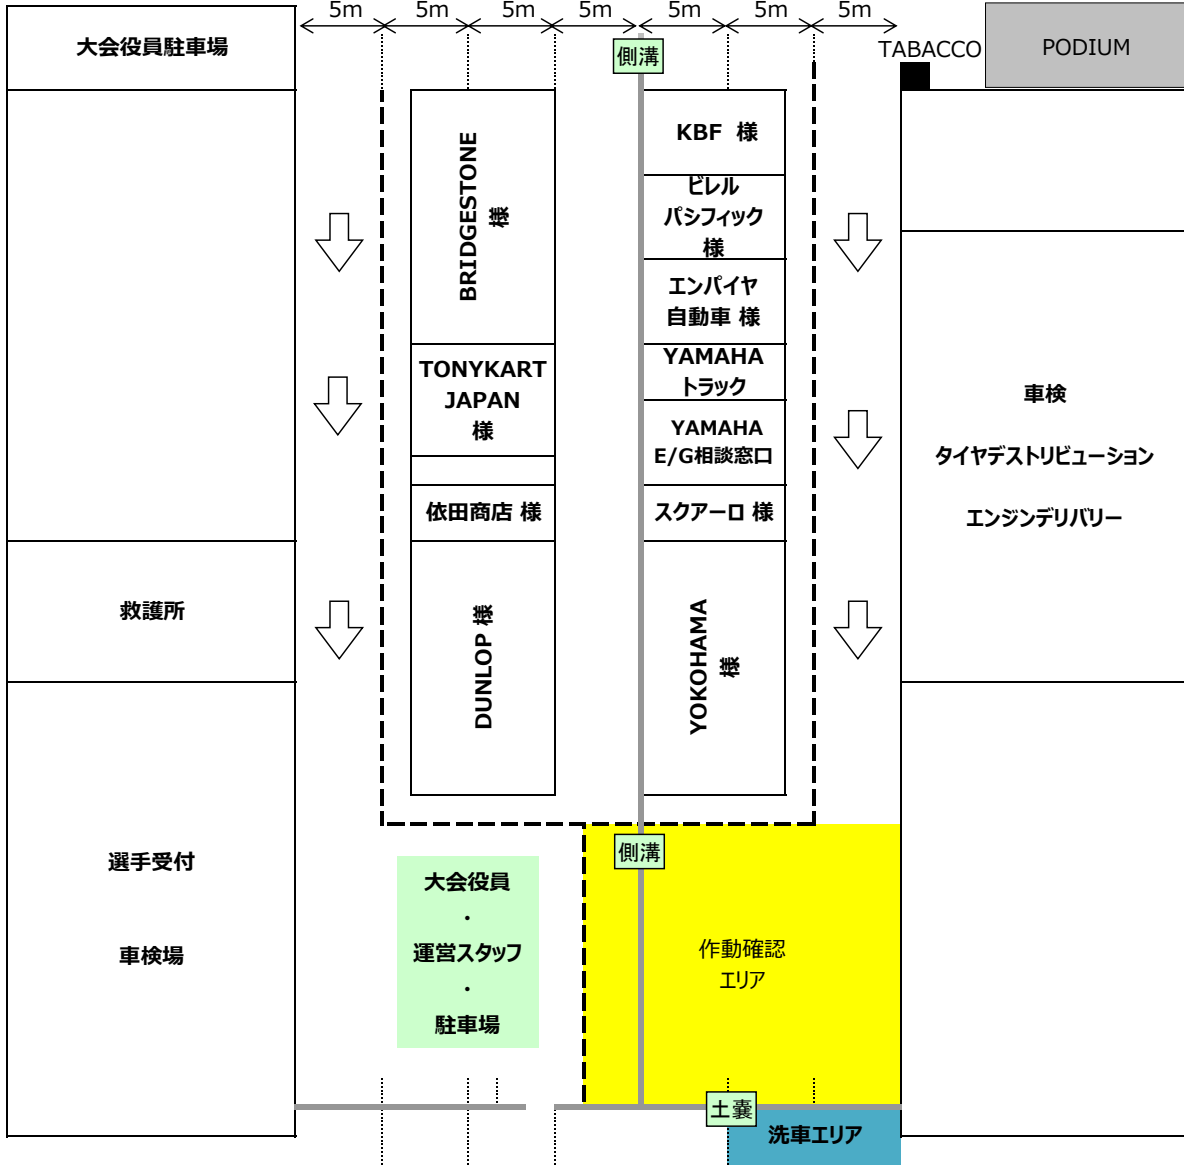 5m 5m 5m 5m 5m 5m 5m
大会役員駐車場
側溝
TABACCO
PODIUM
BRIDGESTONE
様
KBF 様
ビレル
パシフィック
様
エンパイヤ
自動車 様
TONYKART
JAPAN
様
YAMAHA
トラック
YAMAHA
E/G相談窓口
依田商店 様
スクアーロ 様
車検
タイヤデストリビューション
エンジンデリバリー
救護所
DUNLOP 様
YOKOHAMA
様
選手受付
車検場
側溝
大会役員
・
運営スタッフ
・
駐車場
作動確認
エリア
土嚢
洗車エリア